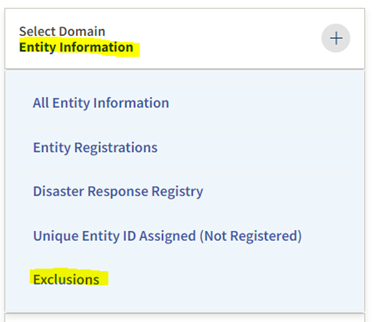 Select Domain
Entity Information
All Entity Information
Entity Registrations
Disaster Response Registry
Unique Entity ID Assigned (Not Registered)
Exclusions